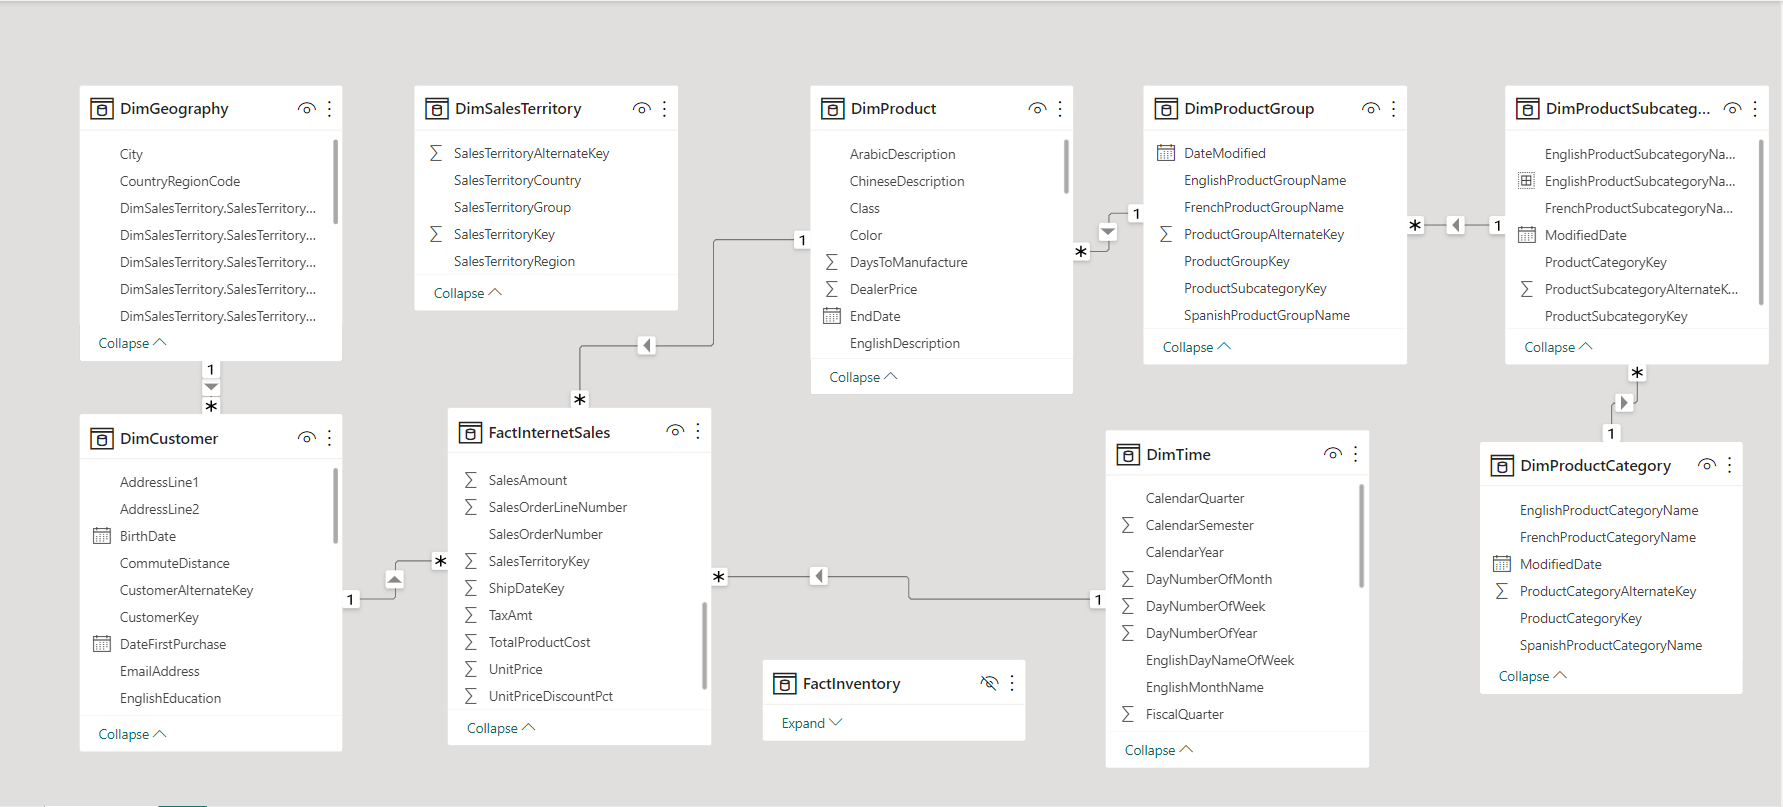 DimGeography
City
CountryRegionCode
DimSalesTerritory.SalesTerritory...
DimSalesTerritory.SalesTerritory...
DimSalesTerritory.SalesTerritory...
DimSalesTerritory.SalesTerritory...
DimSalesTerritory.SalesTerritory...
Collapse
1
*
DimCustomer
AddressLine1
AddressLine2
BirthDate
CommuteDistance
CustomerAlternateKey
CustomerKey
DateFirstPurchase
EmailAddress
EnglishEducation
Collapse
1
*
DimSalesTerritory
SalesTerritoryAlternateKey
SalesTerritoryCountry
SalesTerritoryGroup
SalesTerritoryKey
SalesTerritoryRegion
Collapse
*
FactInternetSales
SalesAmount
SalesOrderLineNumber
SalesOrderNumber
SalesTerritoryKey
ShipDateKey
TaxAmt
TotalProductCost
UnitPrice
UnitPriceDiscountPct
Collapse
*
1
DimProduct
ArabicDescription
ChineseDescription
Class
Color
DaysToManufacture
DealerPrice
EndDate
EnglishDescription
Collapse
*
1
FactInventory
Expand
DimProductGroup
DateModified
EnglishProductGroupName
FrenchProductGroupName
ProductGroupAlternateKey
ProductGroupKey
ProductSubcategoryKey
SpanishProductGroupName
Collapse
*
1
1
DimTime
CalendarQuarter
CalendarSemester
CalendarYear
DayNumberOfMonth
DayNumberOfWeek
DayNumberOfYear
EnglishDayNameOfWeek
EnglishMonthName
FiscalQuarter
Collapse
DimProductSubcateg...
EnglishProductSubcategoryNa...
EnglishProductSubcategoryNa...
FrenchProductSubcategoryNa...
ModifiedDate
ProductCategoryKey
ProductSubcategoryAlternateK...
ProductSubcategoryKey
Collapse
*
1
DimProductCategory
EnglishProductCategoryName
FrenchProductCategoryName
ModifiedDate
ProductCategoryAlternateKey
ProductCategoryKey
SpanishProductCategoryName
Collapse